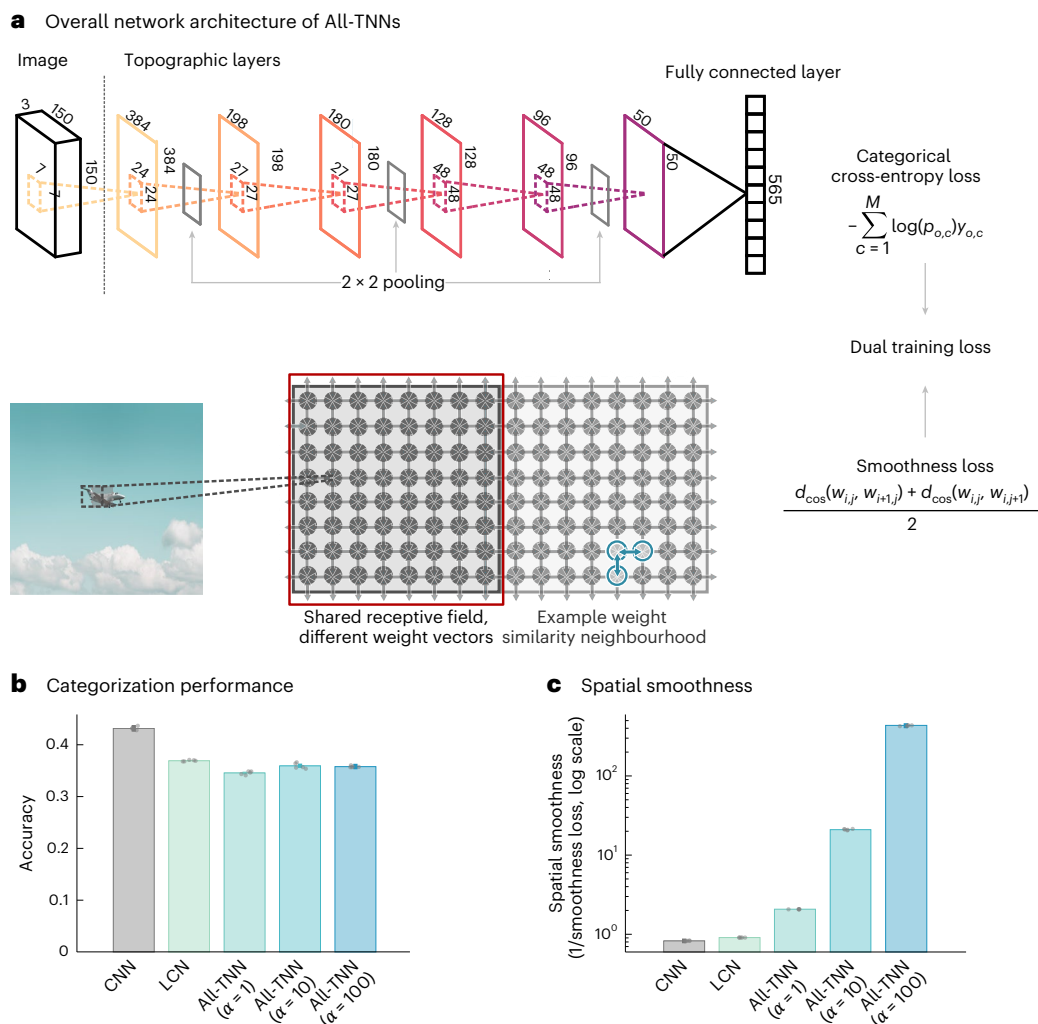 a Overall network architecture of All-TNNs
Image
Topographic layers
Fully connected layer
3
150
150
7
7
384
384
24
24
198
198
27
27
180
180
27
27
128
128
48
48
96
96
48
48
50
50
565
2 × 2 pooling
Categorical
cross-entropy loss
M
−∑ log(p_{o,c})y_{o,c}
c = 1
Dual training loss
Smoothness loss
d_{cos}(w_{i,j}, w_{i+1,j}) + d_{cos}(w_{i,j}, w_{i,j+1})
2
Shared receptive field,
different weight vectors
Example weight
similarity neighbourhood
b Categorization performance
Accuracy
0.4
0.3
0.2
0.1
0
CNN
LCN
All-TNN
(α = 1)
All-TNN
(α = 10)
All-TNN
(α = 100)
c Spatial smoothness
Spatial smoothness
(1/smoothness loss, log scale)
10²
10¹
10⁰
CNN
LCN
All-TNN
(α = 1)
All-TNN
(α = 10)
All-TNN
(α = 100)